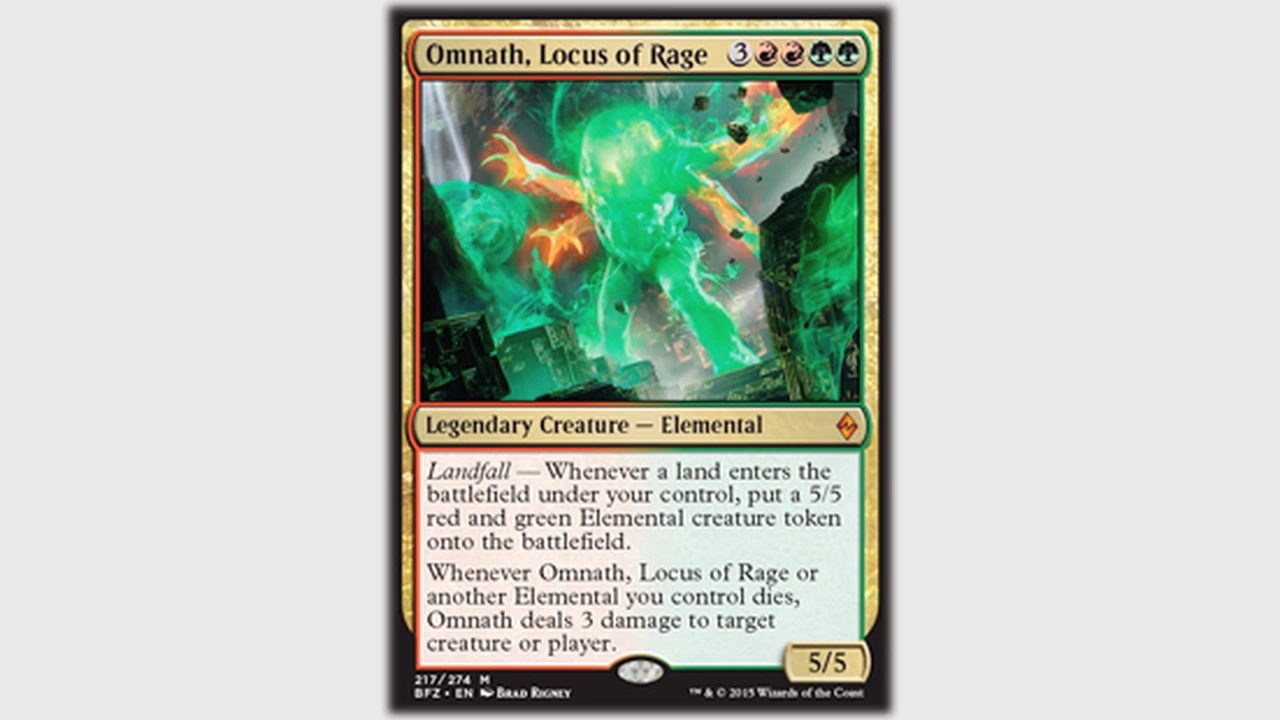 Omnath, Locus of Rage 3
Legendary Creature — Elemental
Landfall — Whenever a land enters the
battlefield under your control, put a 5/5
red and green Elemental creature token
onto the battlefield.
Whenever Omnath, Locus of Rage or
another Elemental you control dies,
Omnath deals 3 damage to target
creature or player.
5/5
217/274 M
BFZ • EN Brad Rigney
™ & © 2015 Wizards of the Coast